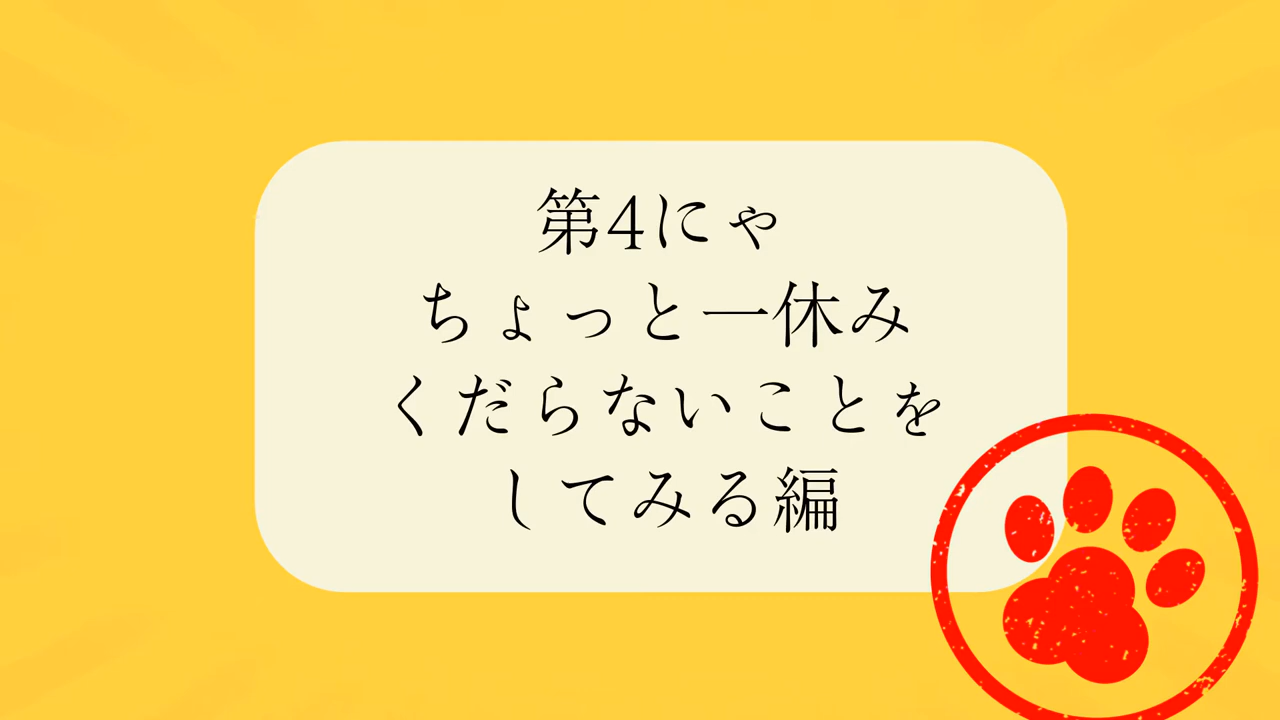 第4にゃ
ちょっと一休み
くだらないことを
してみる編